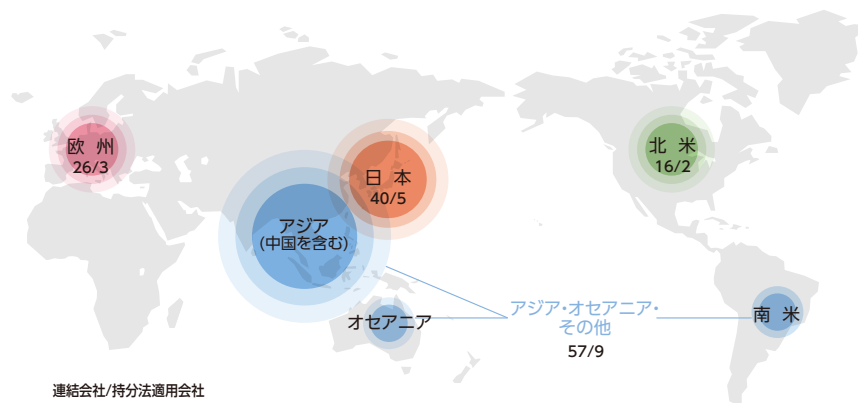 欧 州
26/3
日 本
40/5
北 米
16/2
アジア
(中国を含む)
オセアニア
アジア・オセアニア・
その他
57/9
南 米
連結会社/持分法適用会社